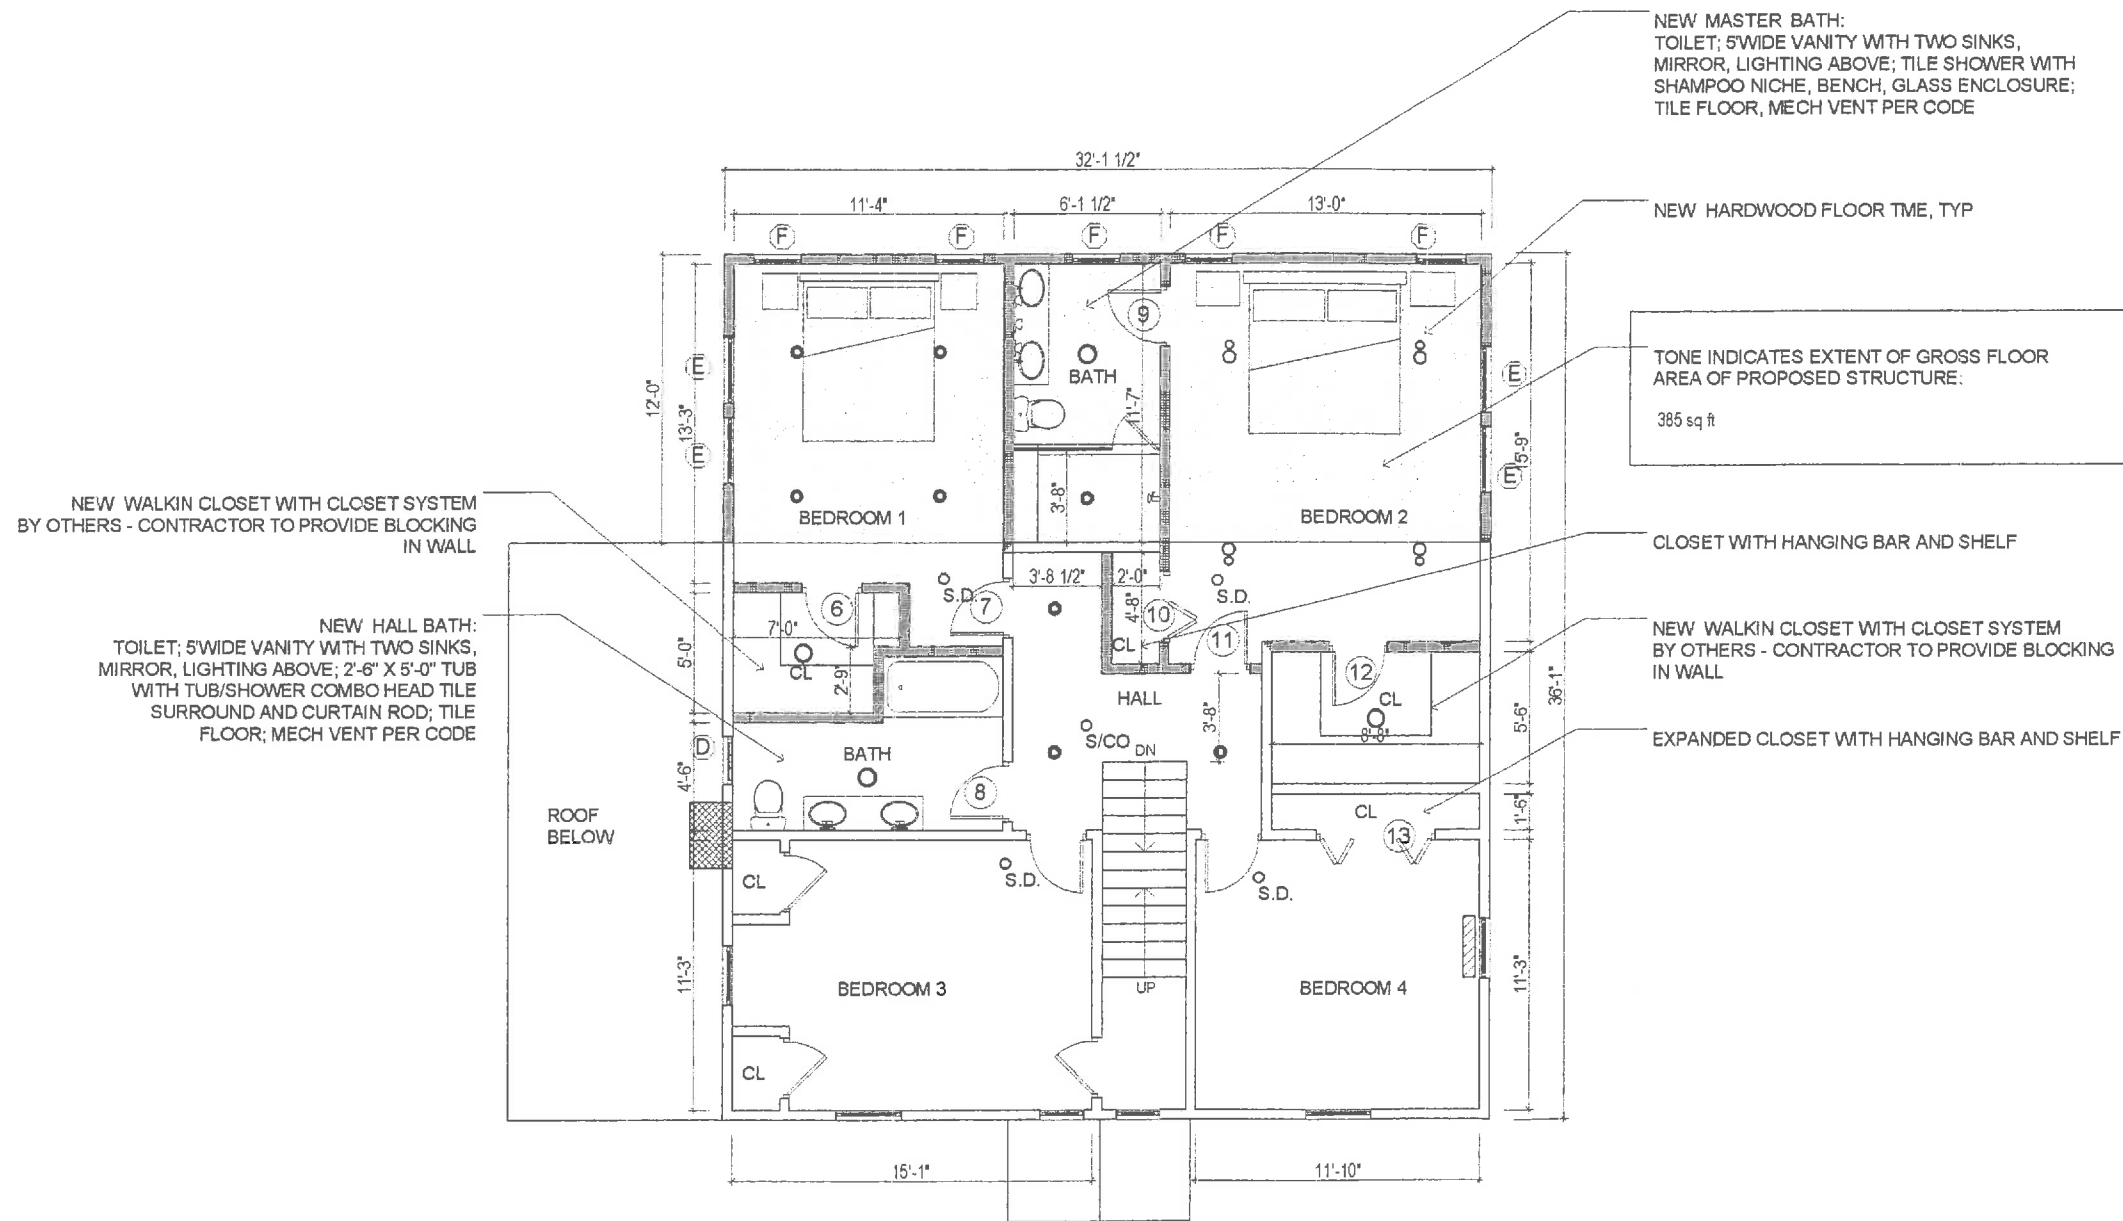 NEW MASTER BATH:
TOILET; 5'WIDE VANITY WITH TWO SINKS,
MIRROR, LIGHTING ABOVE; TILE SHOWER WITH
SHAMPOO NICHE, BENCH, GLASS ENCLOSURE;
TILE FLOOR, MECH VENT PER CODE
32'-1 1/2"
11'-4"
6'-1 1/2"
13'-0"
NEW HARDWOOD FLOOR TME, TYP
F
F
F
F
F
9
TONE INDICATES EXTENT OF GROSS FLOOR
AREA OF PROPOSED STRUCTURE:
385 sq ft
E
E
BATH
12'-0"
13'-3"
1'-7"
E
E
15'-9"
3'-8"
BEDROOM 1
BEDROOM 2
NEW WALKIN CLOSET WITH CLOSET SYSTEM
BY OTHERS - CONTRACTOR TO PROVIDE BLOCKING
IN WALL
CLOSET WITH HANGING BAR AND SHELF
3'-8 1/2"
2'-0"
S.D.
S.D.
6
7
10
11
4'-8"
CL
NEW HALL BATH:
TOILET; 5'WIDE VANITY WITH TWO SINKS,
MIRROR, LIGHTING ABOVE; 2'-6" X 5'-0" TUB
WITH TUB/SHOWER COMBO HEAD TILE
SURROUND AND CURTAIN ROD; TILE
FLOOR; MECH VENT PER CODE
7'-0"
5'-0"
CL
2'-9"
NEW WALKIN CLOSET WITH CLOSET SYSTEM
BY OTHERS - CONTRACTOR TO PROVIDE BLOCKING
IN WALL
12
CL
36'-1"
HALL
3'-8"
5'-6"
8'-8"
S/CO
DN
D
BATH
EXPANDED CLOSET WITH HANGING BAR AND SHELF
4'-6"
8
CL
1'-6"
13
ROOF
BELOW
CL
S.D.
S.D.
11'-3"
BEDROOM 3
UP
BEDROOM 4
11'-3"
CL
15'-1"
11'-10"